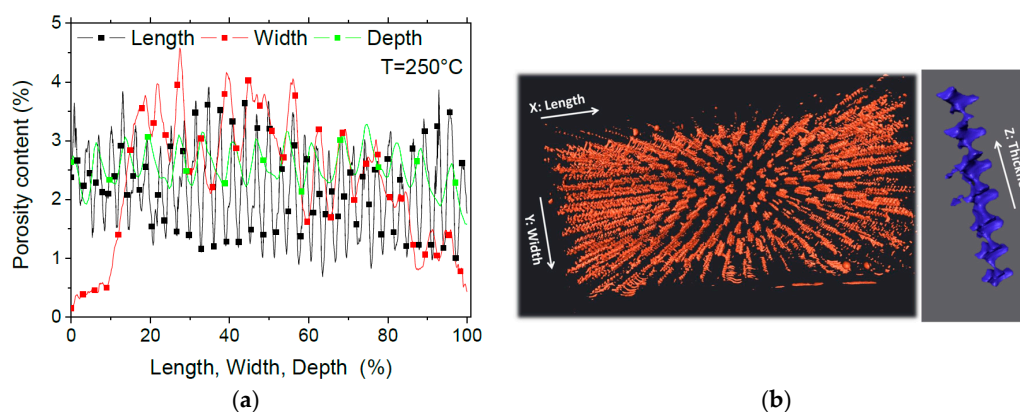 Porosity content (%)
5
4
3
2
1
0
Length Width Depth
T=250°C
0 20 40 60 80 100
Length, Width, Depth (%)
(a)
X: Length
Y: Width
(b)